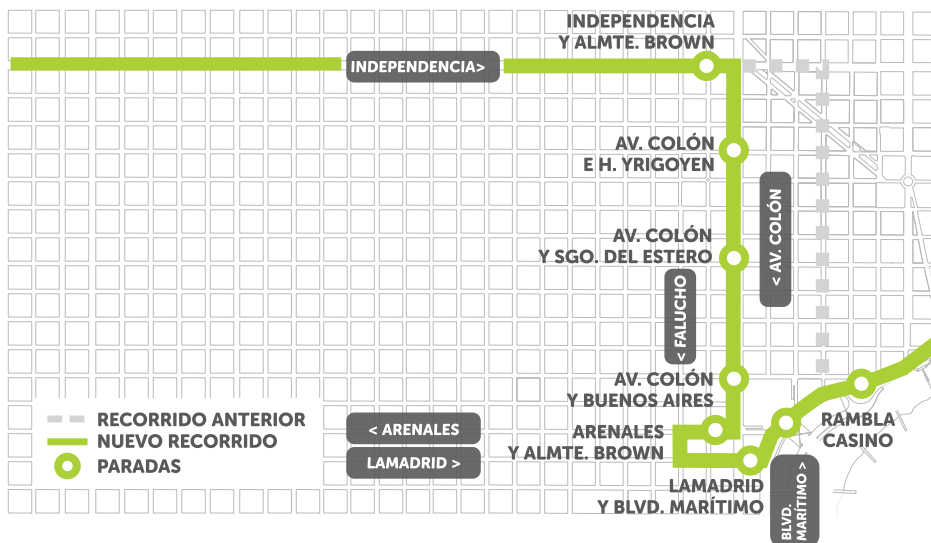 INDEPENDENCIA
Y ALMTE. BROWN
INDEPENDENCIA>
AV. COLÓN
E H. YRIGOYEN
< AV. COLÓN
AV. COLÓN
Y SGO. DEL ESTERO
< FALUCHO
AV. COLÓN
Y BUENOS AIRES
RECORRIDO ANTERIOR
NUEVO RECORRIDO
PARADAS
< ARENALES
LAMADRID >
ARENALES
Y ALMTE. BROWN
RAMBLA
CASINO
LAMADRID
Y BLVD. MARÍTIMO
BLVD.
MARÍTIMO >